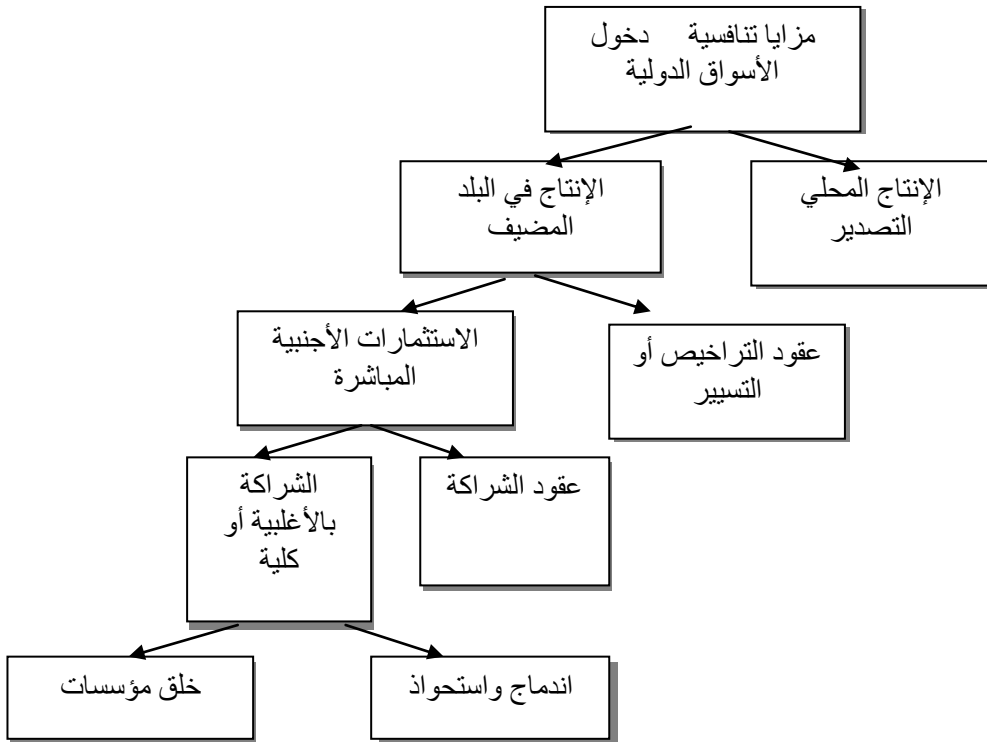 مزايا تنافسية دخول
الأسواق الدولية
الإنتاج المحلي
التصدير
الإنتاج في البلد
المضيف
عقود التراخيص أو
التسيير
الاستثمارات الأجنبية
المباشرة
عقود الشراكة
الشراكة
بالأغلبية أو
كلية
اندماج واستحواذ
خلق مؤسسات